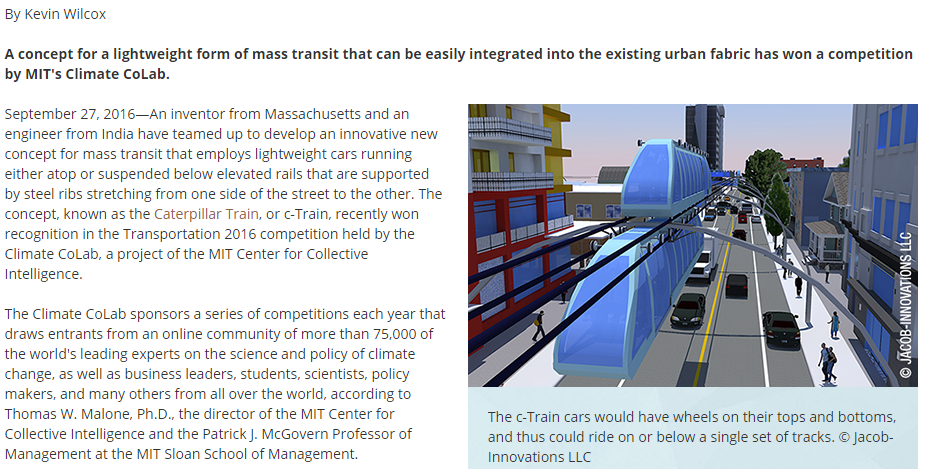 By Kevin Wilcox
A concept for a lightweight form of mass transit that can be easily integrated into the existing urban fabric has won a competition
by MIT's Climate CoLab.
September 27, 2016—An inventor from Massachusetts and an
engineer from India have teamed up to develop an innovative new
concept for mass transit that employs lightweight cars running
either atop or suspended below elevated rails that are supported
by steel ribs stretching from one side of the street to the other. The
concept, known as the Caterpillar Train, or c-Train, recently won
recognition in the Transportation 2016 competition held by the
Climate CoLab, a project of the MIT Center for Collective
Intelligence.
The Climate CoLab sponsors a series of competitions each year that
draws entrants from an online community of more than 75,000 of
the world's leading experts on the science and policy of climate
change, as well as business leaders, students, scientists, policy
makers, and many others from all over the world, according to
Thomas W. Malone, Ph.D., the director of the MIT Center for
Collective Intelligence and the Patrick J. McGovern Professor of
Management at the MIT Sloan School of Management.
© JACOB-INNOVATIONS LLC
The c-Train cars would have wheels on their tops and bottoms,
and thus could ride on or below a single set of tracks. © Jacob-
Innovations LLC